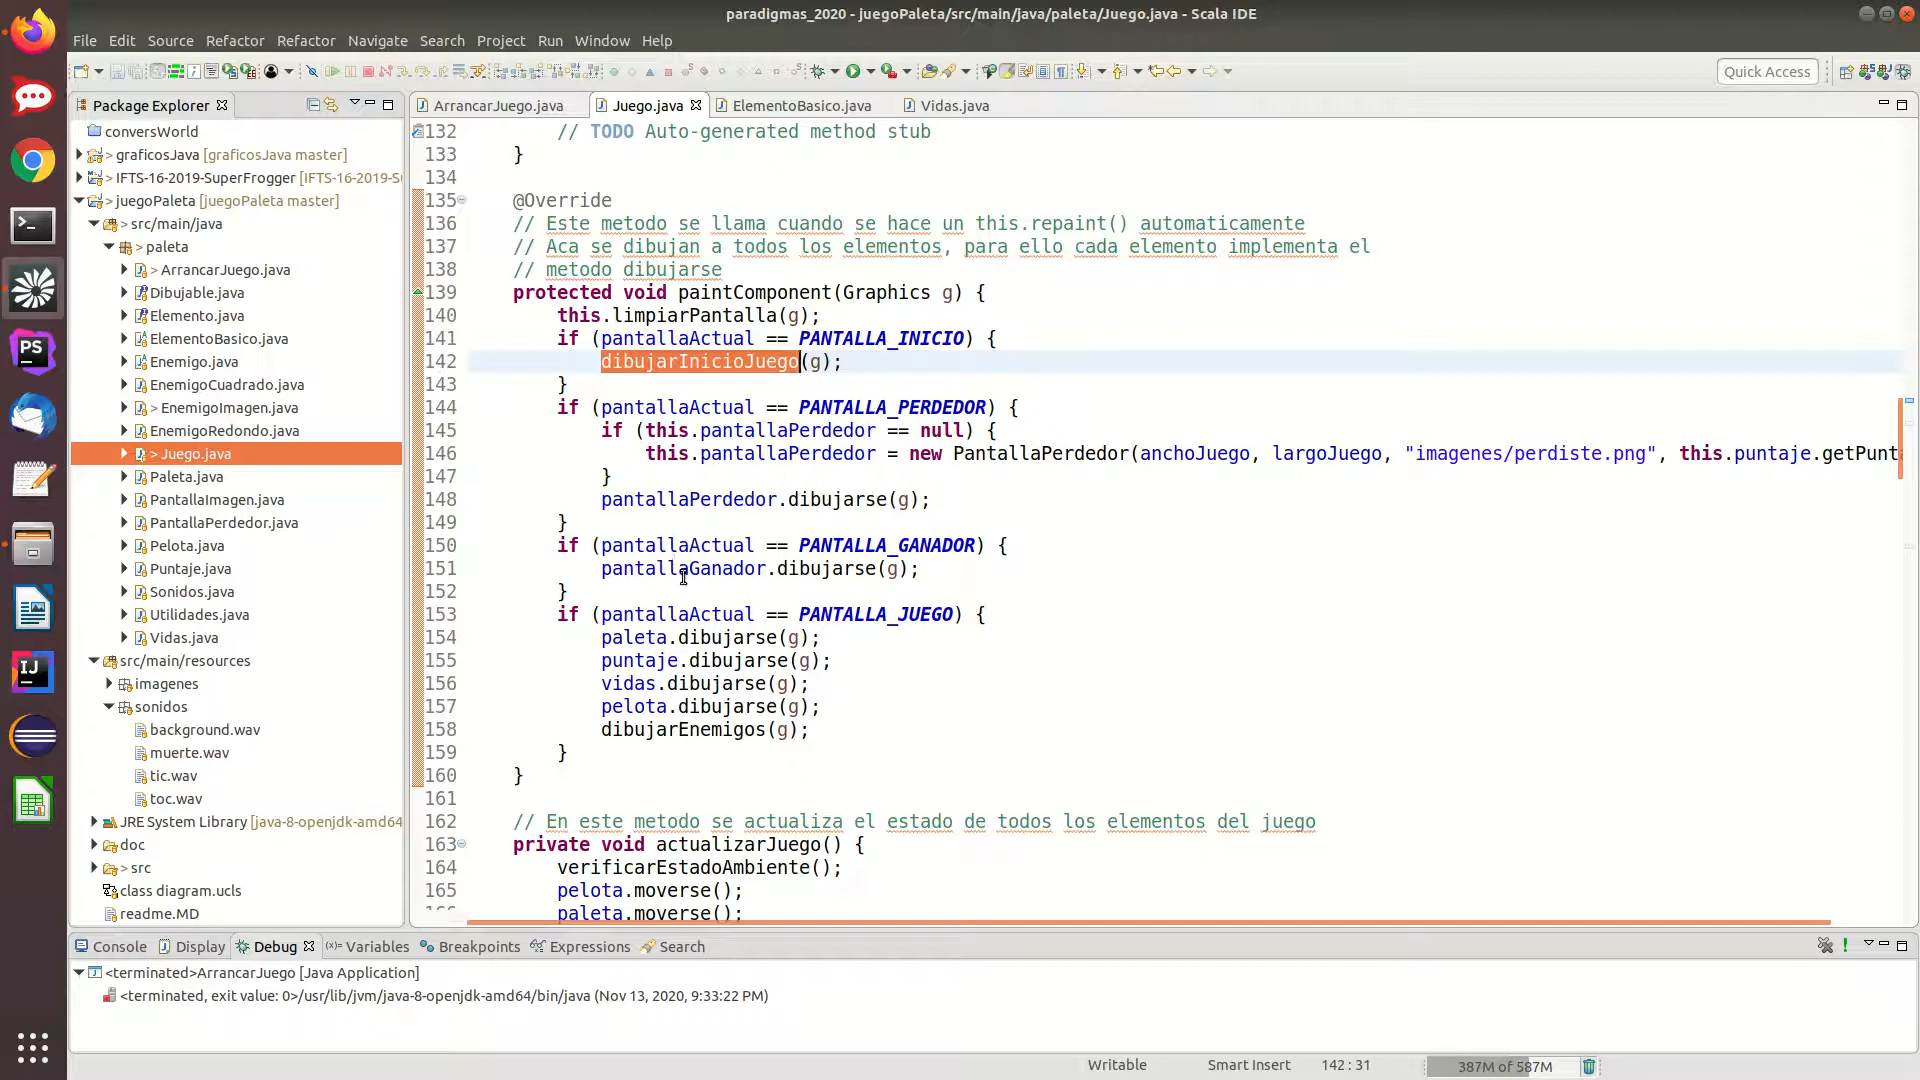 paradigmas_2020 - juegoPaleta/src/main/java/paleta/Juego.java - Scala IDE
File Edit Source Refactor Refactor Navigate Search Project Run Window Help
Quick Access
Package Explorer
ArrancarJuego.java
Juego.java
ElementoBasico.java
Vidas.java
conversWorld
> graficosJava [graficosJava master]
> IFTS-16-2019-SuperFrogger [IFTS-16-2019-S
> juegoPaleta [juegoPaleta master]
> src/main/java
> paleta
> ArrancarJuego.java
Dibujable.java
Elemento.java
ElementoBasico.java
Enemigo.java
EnemigoCuadrado.java
> EnemigoImagen.java
EnemigoRedondo.java
> Juego.java
Paleta.java
PantallaImagen.java
PantallaPerdedor.java
Pelota.java
Puntaje.java
Sonidos.java
Utilidades.java
Vidas.java
src/main/resources
imagenes
sonidos
background.wav
muerte.wav
tic.wav
toc.wav
JRE System Library [java-8-openjdk-amd64
doc
> src
class diagram.ucls
readme.MD
132 // TODO Auto-generated method stub
133 }
134
135 @Override
136 // Este metodo se llama cuando se hace un this.repaint() automaticamente
137 // Aca se dibujan a todos los elementos, para ello cada elemento implementa el
138 // metodo dibujarse
139 protected void paintComponent(Graphics g) {
140 this.limpiarPantalla(g);
141 if (pantallaActual == PANTALLA_INICIO) {
142 dibujarInicioJuego(g);
143 }
144 if (pantallaActual == PANTALLA_PERDEDOR) {
145 if (this.pantallaPerdedor == null) {
146 this.pantallaPerdedor = new PantallaPerdedor(anchoJuego, largoJuego, "imagenes/perdiste.png", this.puntaje.getPunt
147 }
148 pantallaPerdedor.dibujarse(g);
149 }
150 if (pantallaActual == PANTALLA_GANADOR) {
151 pantallaGanador.dibujarse(g);
152 }
153 if (pantallaActual == PANTALLA_JUEGO) {
154 paleta.dibujarse(g);
155 puntaje.dibujarse(g);
156 vidas.dibujarse(g);
157 pelota.dibujarse(g);
158 dibujarEnemigos(g);
159 }
160 }
161
162 // En este metodo se actualiza el estado de todos los elementos del juego
163 private void actualizarJuego() {
164 verificarEstadoAmbiente();
165 pelota.moverse();
paleta.moverse();
Console Display Debug Variables Breakpoints Expressions Search
<terminated>ArrancarJuego [Java Application]
<terminated, exit value: 0>/usr/lib/jvm/java-8-openjdk-amd64/bin/java (Nov 13, 2020, 9:33:22 PM)
Writable Smart Insert 142 : 31 387M of 587M
PS
IJ